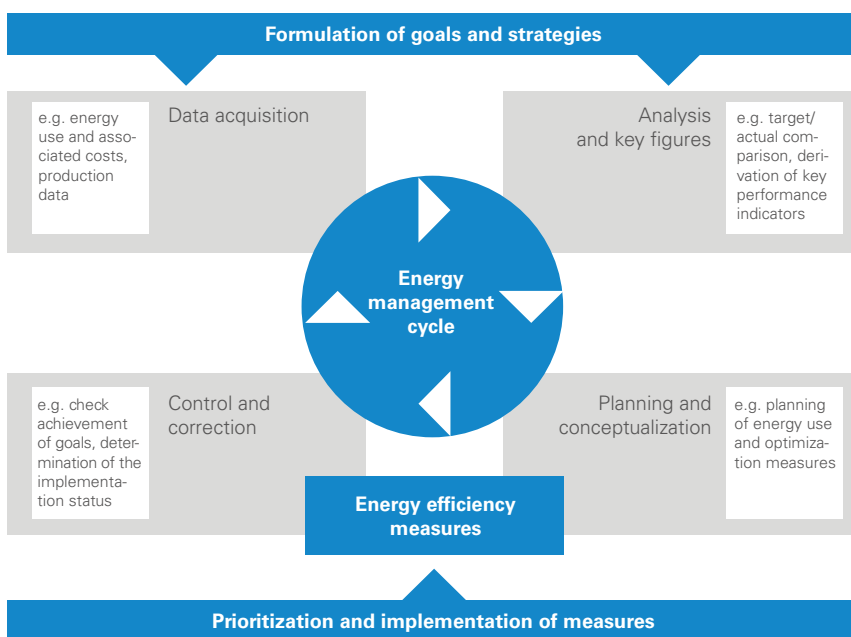 Formulation of goals and strategies
e.g. energy
use and asso-
ciated costs,
production
data
Data acquisition
Analysis
and key figures
e.g. target/
actual com-
parison, deri-
vation of key
performance
indicators
Energy
management
cycle
e.g. check
achievement
of goals, deter-
mination of the
implementa-
tion status
Control and
correction
Planning and
conceptualization
e.g. planning
of energy use
and optimiza-
tion measures
Energy efficiency
measures
Prioritization and implementation of measures